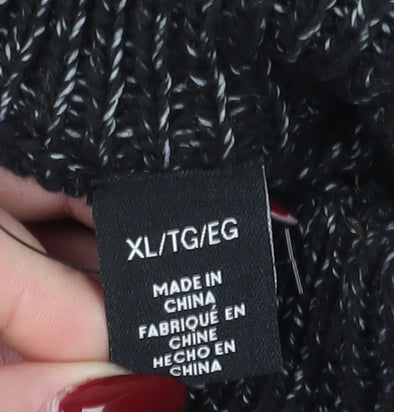 XL/TG/EG
MADE IN
CHINA
FABRIQUÉ EN
CHINE
HECHO EN
CHINA